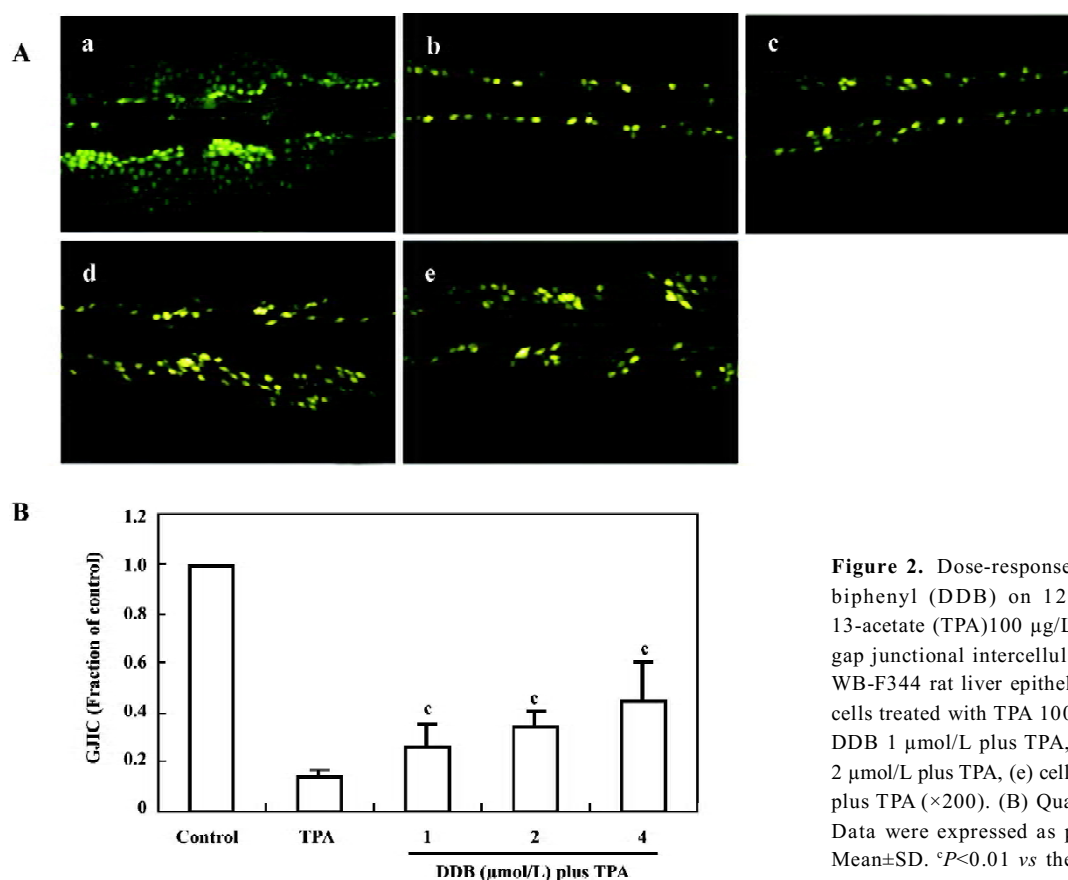 A
a
b
c
d
e
B
GJIC (Fraction of control)
1.2
1.0
0.8
0.6
0.4
0.2
0
c
c
c
Control
TPA
1
2
4
DDB (μmol/L) plus TPA
Figure 2. Dose-response
biphenyl (DDB) on 12
13-acetate (TPA)100 μg/L
gap junctional intercellul
WB-F344 rat liver epithel
cells treated with TPA 100
DDB 1 μmol/L plus TPA,
2 μmol/L plus TPA, (e) cell
plus TPA (×200). (B) Qua
Data were expressed as p
Mean±SD. ᶜP<0.01 vs the